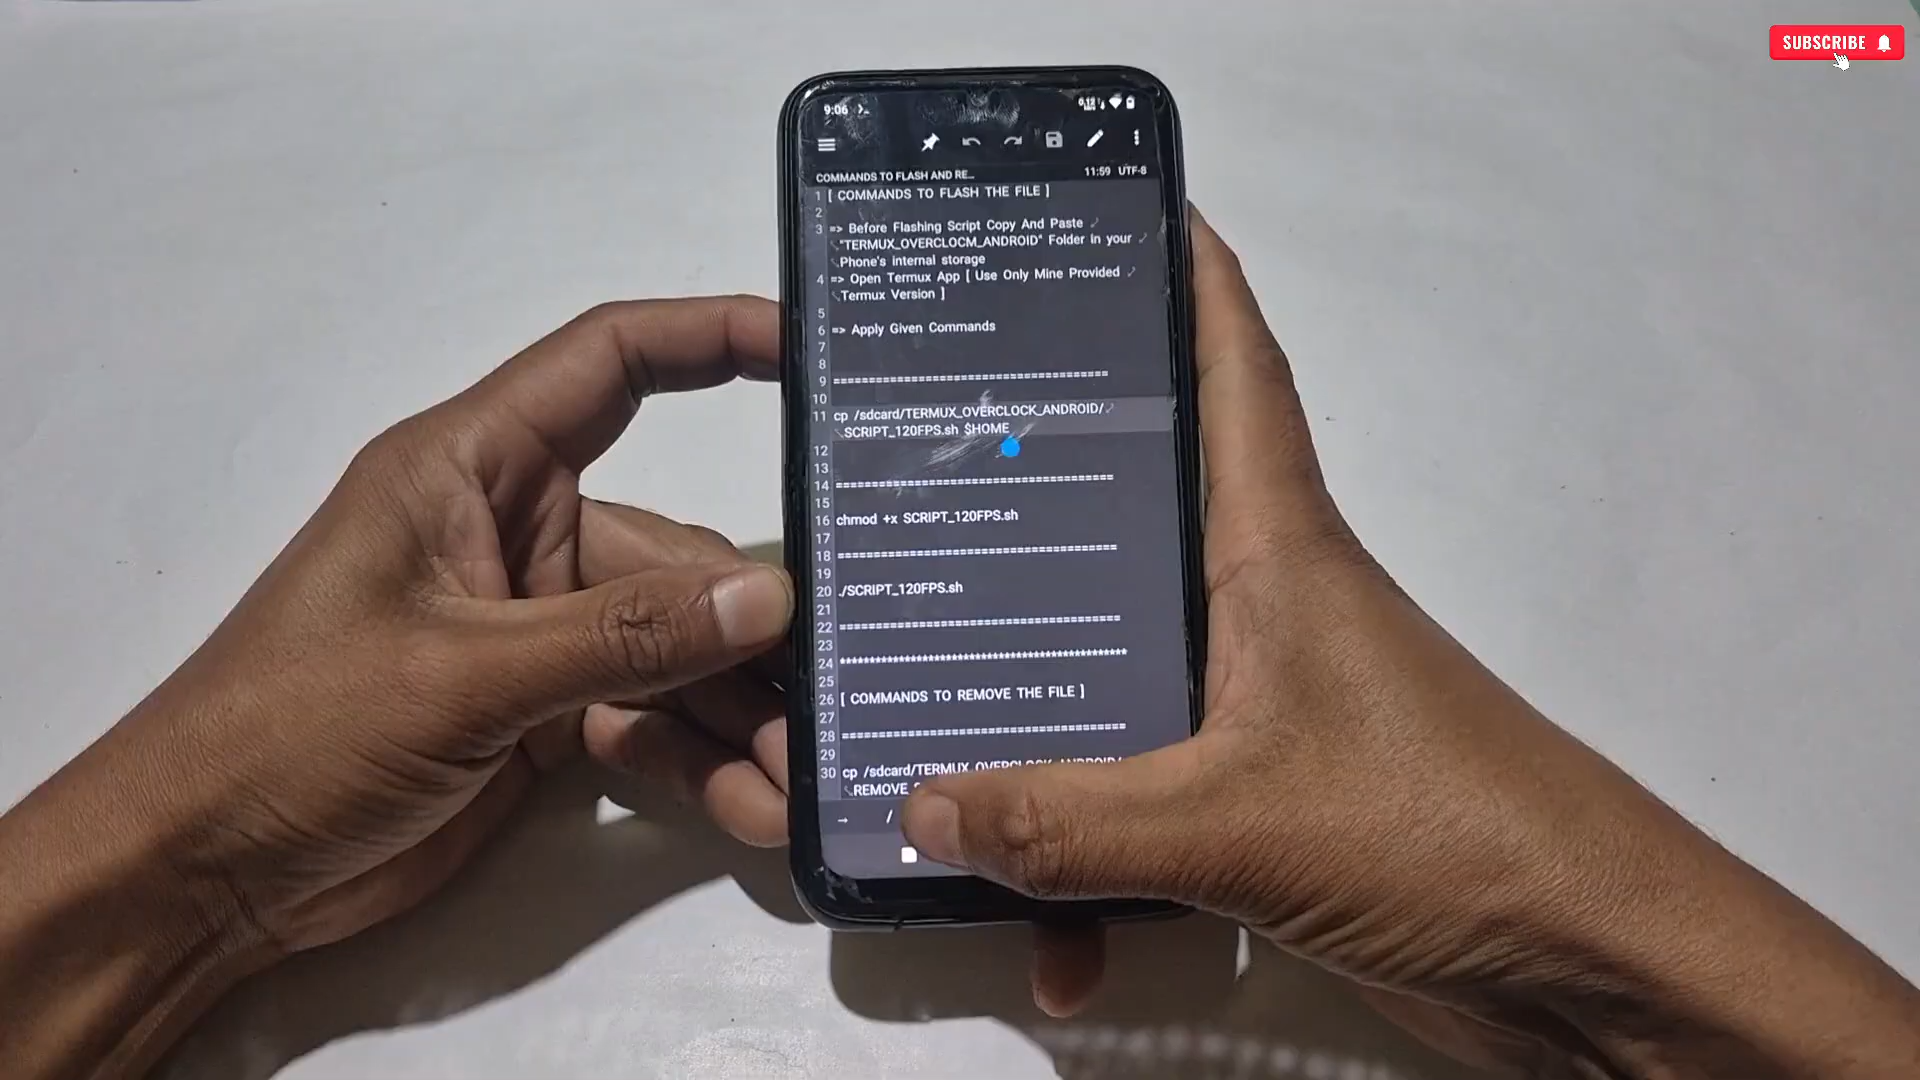 SUBSCRIBE
9:06
COMMANDS TO FLASH AND RE... 11:59 UTF-8
1 [ COMMANDS TO FLASH THE FILE ]
2
3 => Before Flashing Script Copy And Paste
"TERMUX_OVERCLOCM_ANDROID" Folder in your
Phone's internal storage
4 => Open Termux App [ Use Only Mine Provided
Termux Version ]
5
6 => Apply Given Commands
7
8
9 =======================================
10
11 cp /sdcard/TERMUX_OVERCLOCK_ANDROID/
SCRIPT_120FPS.sh $HOME
12
13
14 =======================================
15
16 chmod +x SCRIPT_120FPS.sh
17
18 =======================================
19
20 ./SCRIPT_120FPS.sh
21
22 =======================================
23
24 ************************************************
25
26 [ COMMANDS TO REMOVE THE FILE ]
27
28 =======================================
29
30 cp /sdcard/TERMUX_OVERCLOCK_ANDROID/
REMOVE
→ /